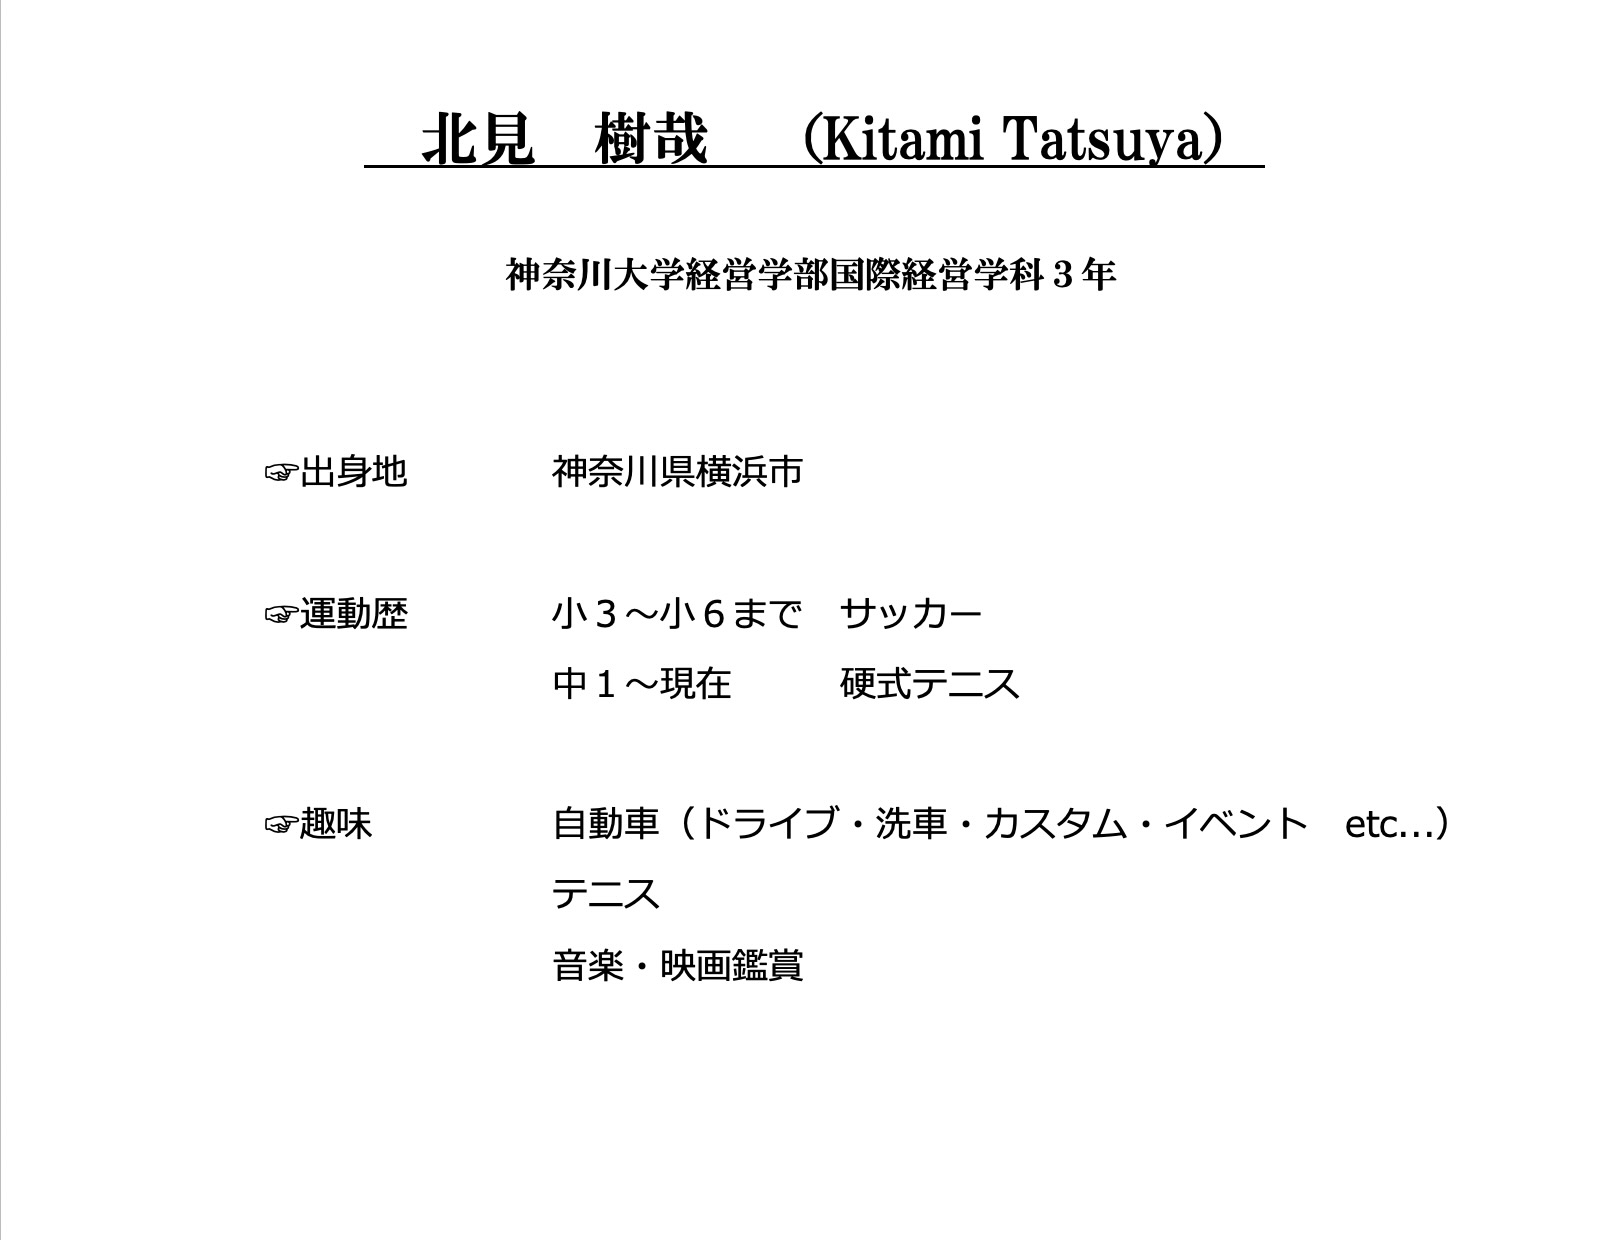 北見　樹哉　（Kitami Tatsuya）
神奈川大学経営学部国際経営学科３年
☞出身地　神奈川県横浜市
☞運動歴　小３～小６まで　サッカー
中１～現在　硬式テニス
☞趣味　自動車（ドライブ・洗車・カスタム・イベント　etc…）
テニス
音楽・映画鑑賞